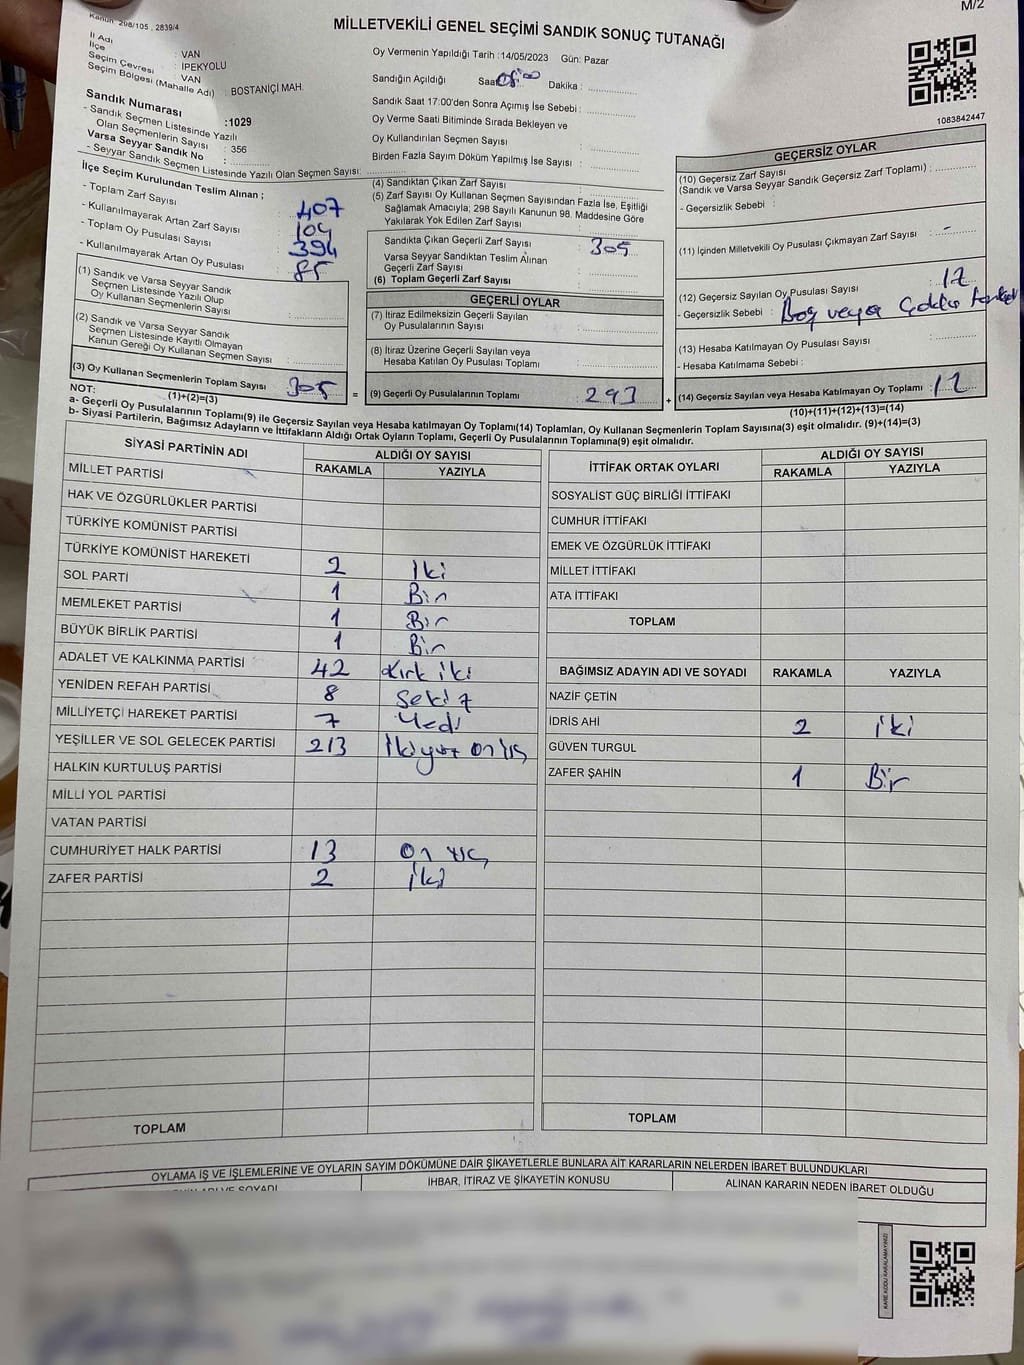 Kanun: 298/105 , 2839/4
M/2
MİLLETVEKİLİ GENEL SEÇİMİ SANDIK SONUÇ TUTANAĞI
İl Adı : VAN
İlçe : İPEKYOLU
Seçim Çevresi : VAN
Seçim Bölgesi (Mahalle Adı) : BOSTANİÇİ MAH.
Sandık Numarası :1029
- Sandık Seçmen Listesinde Yazılı
Olan Seçmenlerin Sayısı : 356
Varsa Seyyar Sandık No :
- Seyyar Sandık Seçmen Listesinde Yazılı Olan Seçmen Sayısı:
Oy Vermenin Yapıldığı Tarih :14/05/2023 Gün: Pazar
Sandığın Açıldığı Saat 08:00 Dakika :
Sandık Saat 17:00'den Sonra Açımış İse Sebebi :
Oy Verme Saati Bitiminde Sırada Bekleyen ve
Oy Kullandırılan Seçmen Sayısı :
Birden Fazla Sayım Döküm Yapılmış İse Sayısı :
1083842447
İlçe Seçim Kurulundan Teslim Alınan ;
- Toplam Zarf Sayısı : 407
- Kullanılmayarak Artan Zarf Sayısı : 104
- Toplam Oy Pusulası Sayısı : 394
- Kullanılmayarak Artan Oy Pusulası : 85
(1) Sandık ve Varsa Seyyar Sandık
Seçmen Listesinde Yazılı Olup
Oy Kullanan Seçmenlerin Sayısı :
(2) Sandık ve Varsa Seyyar Sandık
Seçmen Listesinde Kayıtlı Olmayan
Kanun Gereği Oy Kullanan Seçmen Sayısı :
(3) Oy Kullanan Seçmenlerin Toplam Sayısı 305
(1)+(2)=(3)
(4) Sandıktan Çıkan Zarf Sayısı :
(5) Zarf Sayısı Oy Kullanan Seçmen Sayısından Fazla İse, Eşitliği
Sağlamak Amacıyla; 298 Sayılı Kanunun 98. Maddesine Göre
Yakılarak Yok Edilen Zarf Sayısı :
Sandıkta Çıkan Geçerli Zarf Sayısı : 305
Varsa Seyyar Sandıktan Teslim Alınan
Geçerli Zarf Sayısı :
(6) Toplam Geçerli Zarf Sayısı :
GEÇERLİ OYLAR
(7) İtiraz Edilmeksizin Geçerli Sayılan
Oy Pusulalarının Sayısı :
(8) İtiraz Üzerine Geçerli Sayılan veya
Hesaba Katılan Oy Pusulası Toplamı :
=
(9) Geçerli Oy Pusulalarının Toplamı : 293
+
GEÇERSİZ OYLAR
(10) Geçersiz Zarf Sayısı
(Sandık ve Varsa Seyyar Sandık Geçersiz Zarf Toplamı) :
- Geçersizlik Sebebi :
(11) İçinden Milletvekili Oy Pusulası Çıkmayan Zarf Sayısı : -
(12) Geçersiz Sayılan Oy Pusulası Sayısı : 12
- Geçersizlik Sebebi : Boş veya Çoklu
(13) Hesaba Katılmayan Oy Pusulası Sayısı :
- Hesaba Katılmama Sebebi :
(14) Geçersiz Sayılan veya Hesaba Katılmayan Oy Toplamı : 12
(10)+(11)+(12)+(13)=(14)
NOT:
a- Geçerli Oy Pusulalarının Toplamı(9) ile Geçersiz Sayılan veya Hesaba katılmayan Oy Toplamı(14) Toplamları, Oy Kullanan Seçmenlerin Toplam Sayısına(3) eşit olmalıdır. (9)+(14)=(3)
b- Siyasi Partilerin, Bağımsız Adayların ve İttifakların Aldığı Ortak Oyların Toplamı, Geçerli Oy Pusulalarının Toplamına(9) eşit olmalıdır.
SİYASİ PARTİNİN ADI ALDIĞI OY SAYISI
RAKAMLA YAZIYLA
MİLLET PARTİSİ
HAK VE ÖZGÜRLÜKLER PARTİSİ
TÜRKİYE KOMÜNİST PARTİSİ
TÜRKİYE KOMÜNİST HAREKETİ 2 İki
SOL PARTİ 1 Bir
MEMLEKET PARTİSİ 1 Bir
BÜYÜK BİRLİK PARTİSİ 1 Bir
ADALET VE KALKINMA PARTİSİ 42 Kırk iki
YENİDEN REFAH PARTİSİ 8 Sekiz
MİLLİYETÇİ HAREKET PARTİSİ 7 Yedi
YEŞİLLER VE SOL GELECEK PARTİSİ 213 İkiyüz on üç
HALKIN KURTULUŞ PARTİSİ
MİLLİ YOL PARTİSİ
VATAN PARTİSİ
CUMHURİYET HALK PARTİSİ 13 On üç
ZAFER PARTİSİ 2 iki
TOPLAM
İTTİFAK ORTAK OYLARI ALDIĞI OY SAYISI
RAKAMLA YAZIYLA
SOSYALİST GÜÇ BİRLİĞİ İTTİFAKI
CUMHUR İTTİFAKI
EMEK VE ÖZGÜRLÜK İTTİFAKI
MİLLET İTTİFAKI
ATA İTTİFAKI
TOPLAM
BAĞIMSIZ ADAYIN ADI VE SOYADI RAKAMLA YAZIYLA
NAZİF ÇETİN
İDRİS AHİ 2 iki
GÜVEN TURGUL
ZAFER ŞAHİN 1 Bir
TOPLAM
OYLAMA İŞ VE İŞLEMLERİNE VE OYLARIN SAYIM DÖKÜMÜNE DAİR ŞİKAYETLERLE BUNLARA AİT KARARLARIN NELERDEN İBARET BULUNDUKLARI
VE SOYADI
İHBAR, İTİRAZ VE ŞİKAYETİN KONUSU
ALINAN KARARIN NEDEN İBARET OLDUĞU
KARE KODU KARALAMAYINIZ!